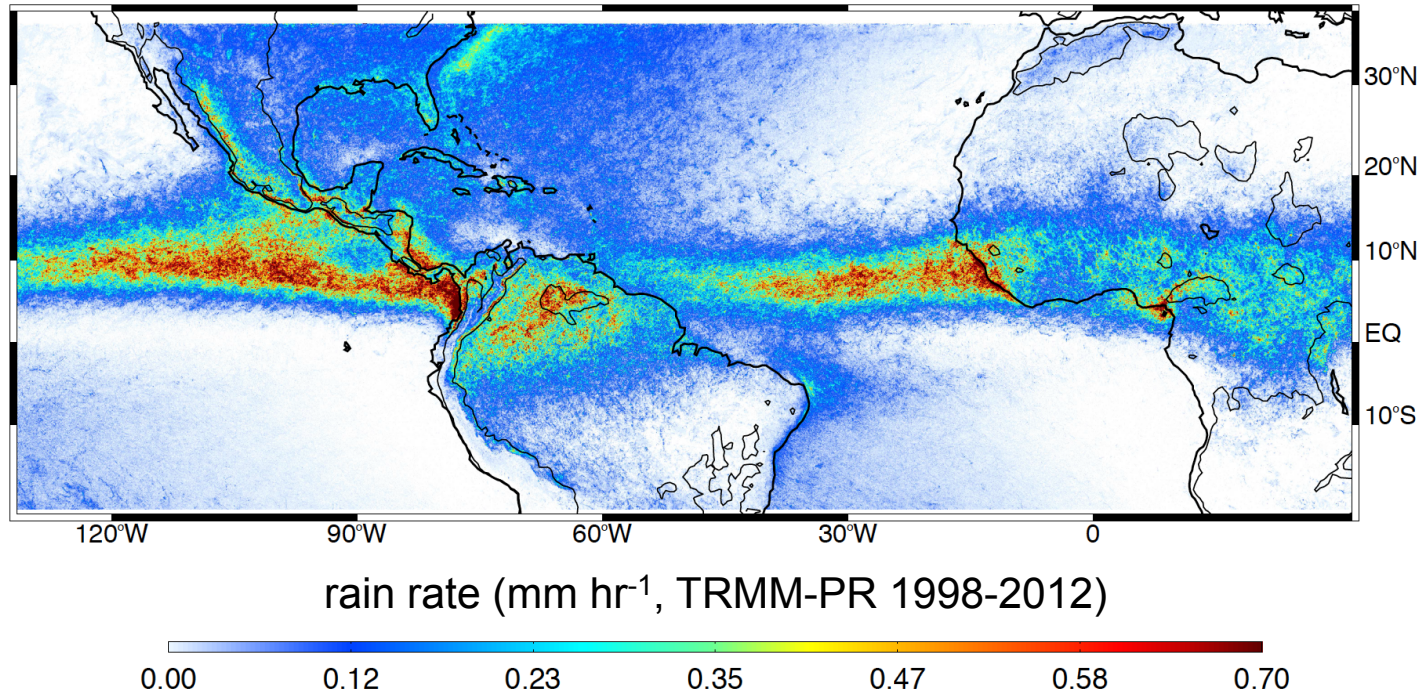 30°N
20°N
10°N
EQ
10°S
120°W 90°W 60°W 30°W 0
rain rate (mm hr⁻¹, TRMM-PR 1998-2012)
0.00 0.12 0.23 0.35 0.47 0.58 0.70